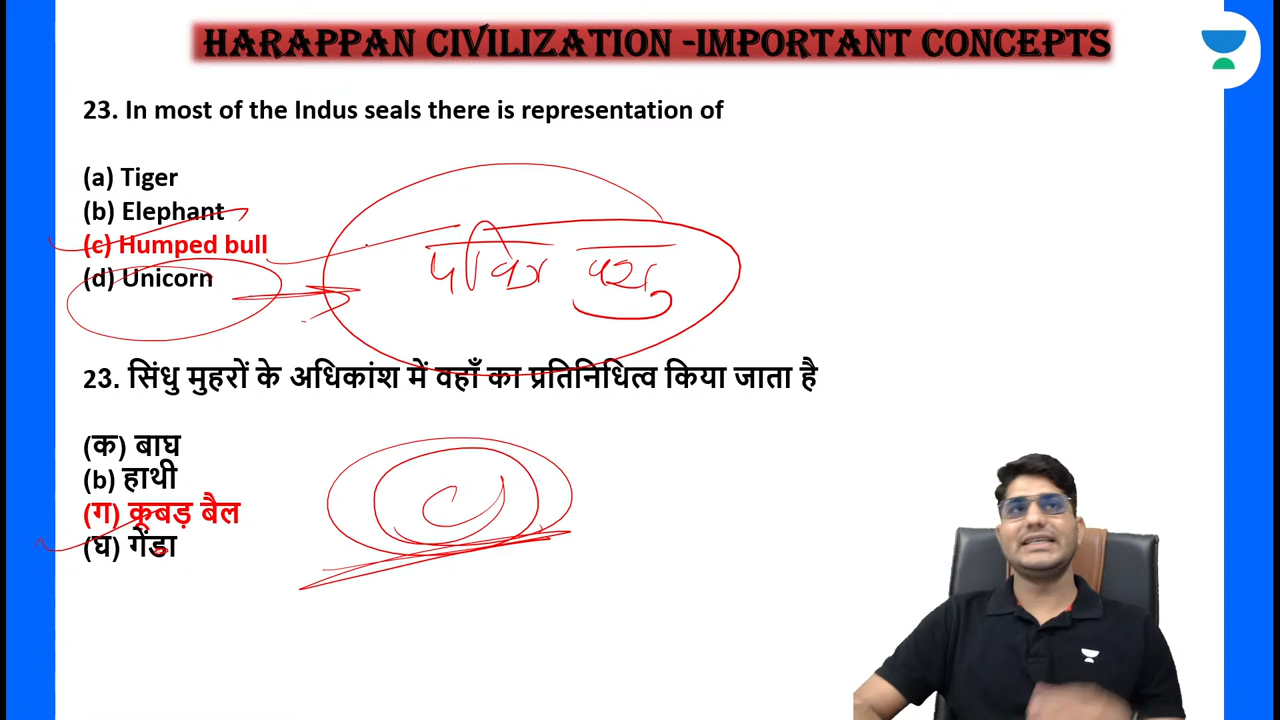 HARAPPAN CIVILIZATION -IMPORTANT CONCEPTS
23. In most of the Indus seals there is representation of
(a) Tiger
(b) Elephant
(c) Humped bull
(d) Unicorn
पशु
23. सिंधु मुहरों के अधिकांश में वहाँ का प्रतिनिधित्व किया जाता है
(क) बाघ
(b) हाथी
(ग) कूबड़ बैल
(घ) गेंडा